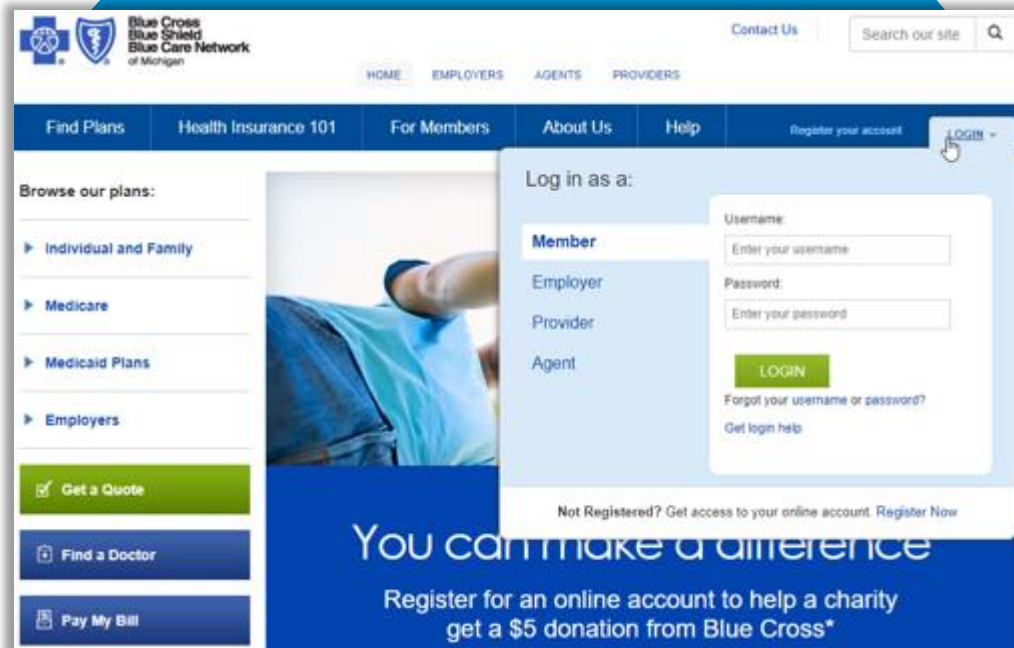 Blue Cross
Blue Shield
Blue Care Network
of Michigan
Contact Us
Search our site
HOME EMPLOYERS AGENTS PROVIDERS
Find Plans Health Insurance 101 For Members About Us Help Register your account LOGIN
Browse our plans:
Individual and Family
Medicare
Medicaid Plans
Employers
Get a Quote
Find a Doctor
Pay My Bill
Log in as a:
Member
Employer
Provider
Agent
Username:
Enter your username
Password:
Enter your password
LOGIN
Forgot your username or password?
Get login help
Not Registered? Get access to your online account. Register Now
You can make a difference
Register for an online account to help a charity
get a $5 donation from Blue Cross*